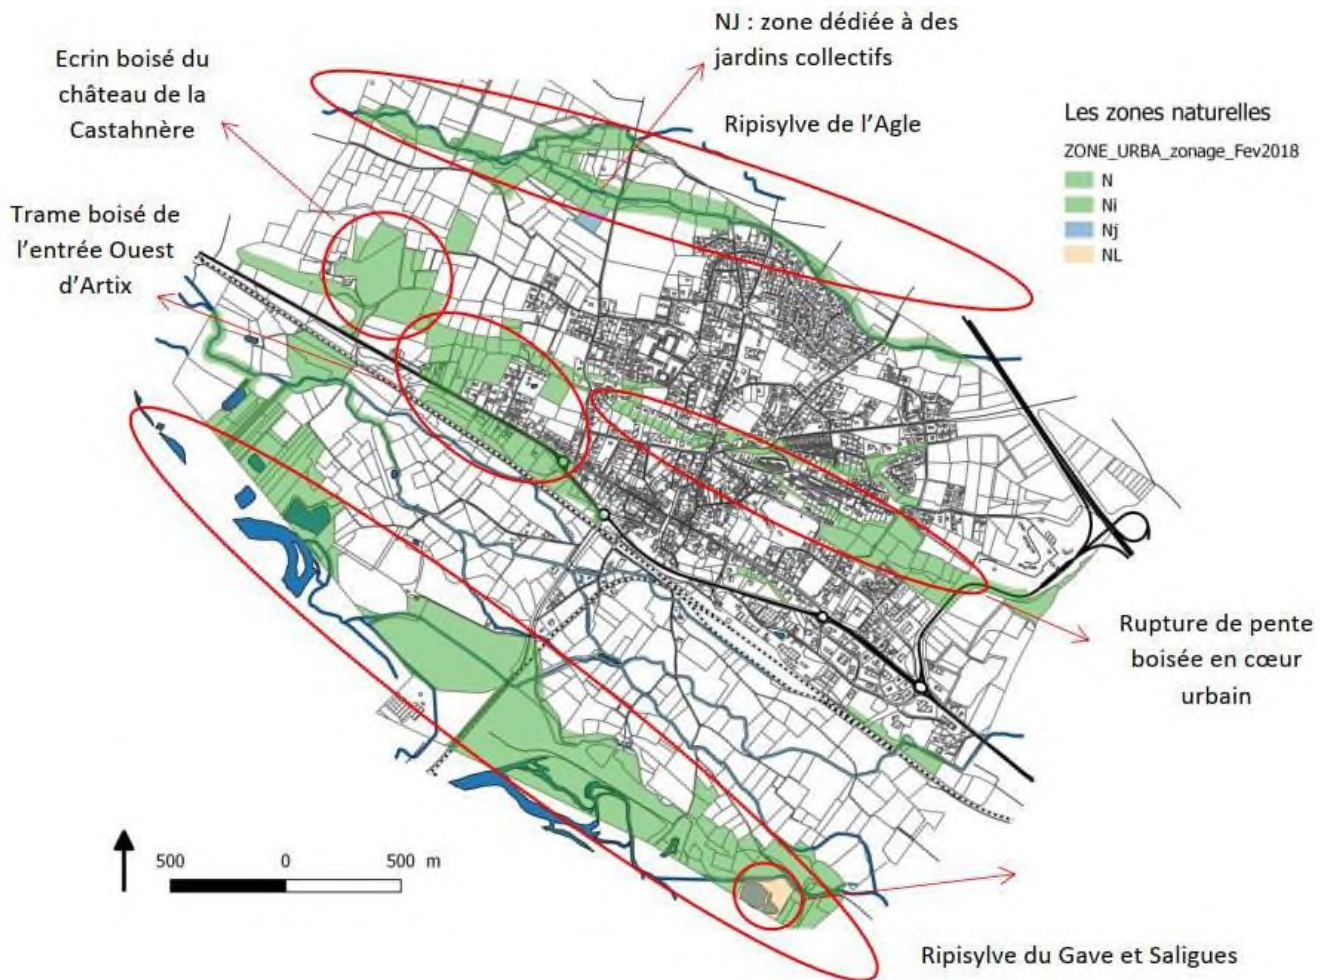 NJ : zone dédiée à des
jardins collectifs
Ecrin boisé du
château de la
Castahnère
Ripisylve de l'Agle
Les zones naturelles
ZONE_URBA_zonage_Fev2018
N
Ni
Nj
NL
Trame boisé de
l'entrée Ouest
d'Artix
Rupture de pente
boisée en cœur
urbain
500 0 500 m
Ripisylve du Gave et Saligues